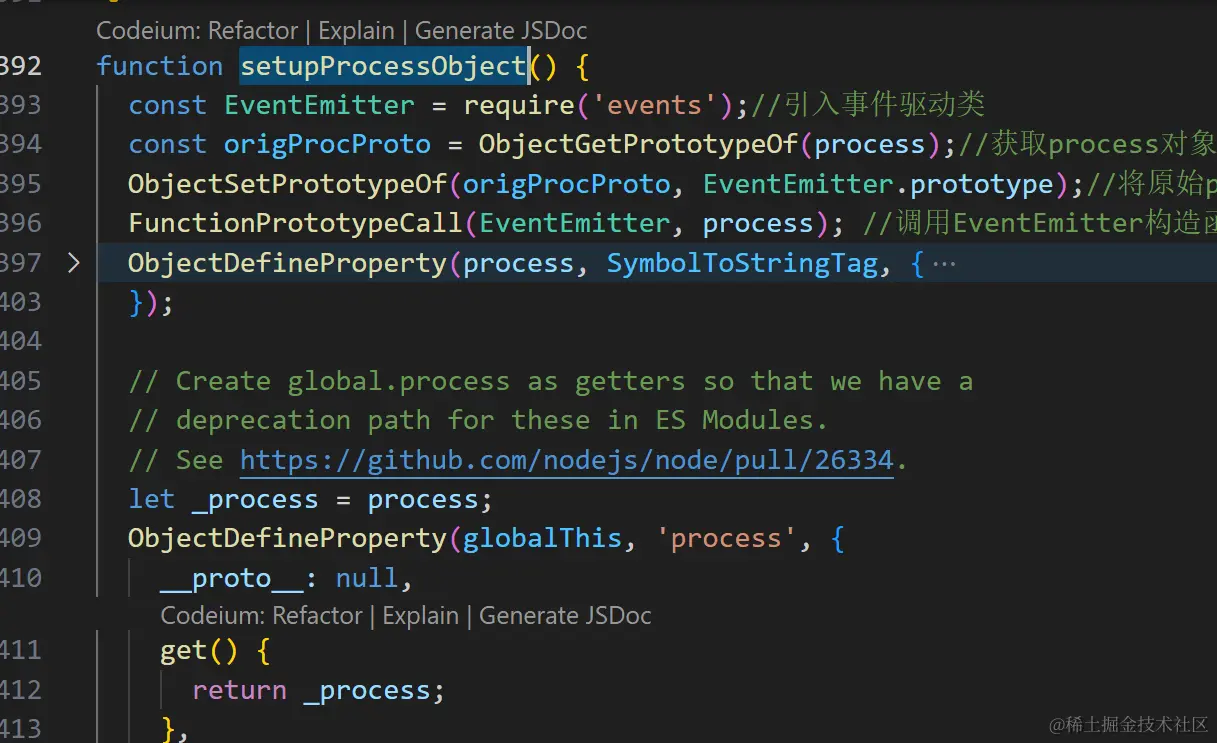 Codeium: Refactor | Explain | Generate JSDoc
392 function setupProcessObject() {
393 const EventEmitter = require('events');//引入事件驱动类
394 const origProcProto = ObjectGetPrototypeOf(process);//获取process对象
395 ObjectSetPrototypeOf(origProcProto, EventEmitter.prototype);//将原始p
396 FunctionPrototypeCall(EventEmitter, process); //调用EventEmitter构造函
397 ObjectDefineProperty(process, SymbolToStringTag, {…
403 });
404
405 // Create global.process as getters so that we have a
406 // deprecation path for these in ES Modules.
407 // See https://github.com/nodejs/node/pull/26334.
408 let _process = process;
409 ObjectDefineProperty(globalThis, 'process', {
410 __proto__: null,
Codeium: Refactor | Explain | Generate JSDoc
411 get() {
412 return _process;
413 },
@稀土掘金技术社区